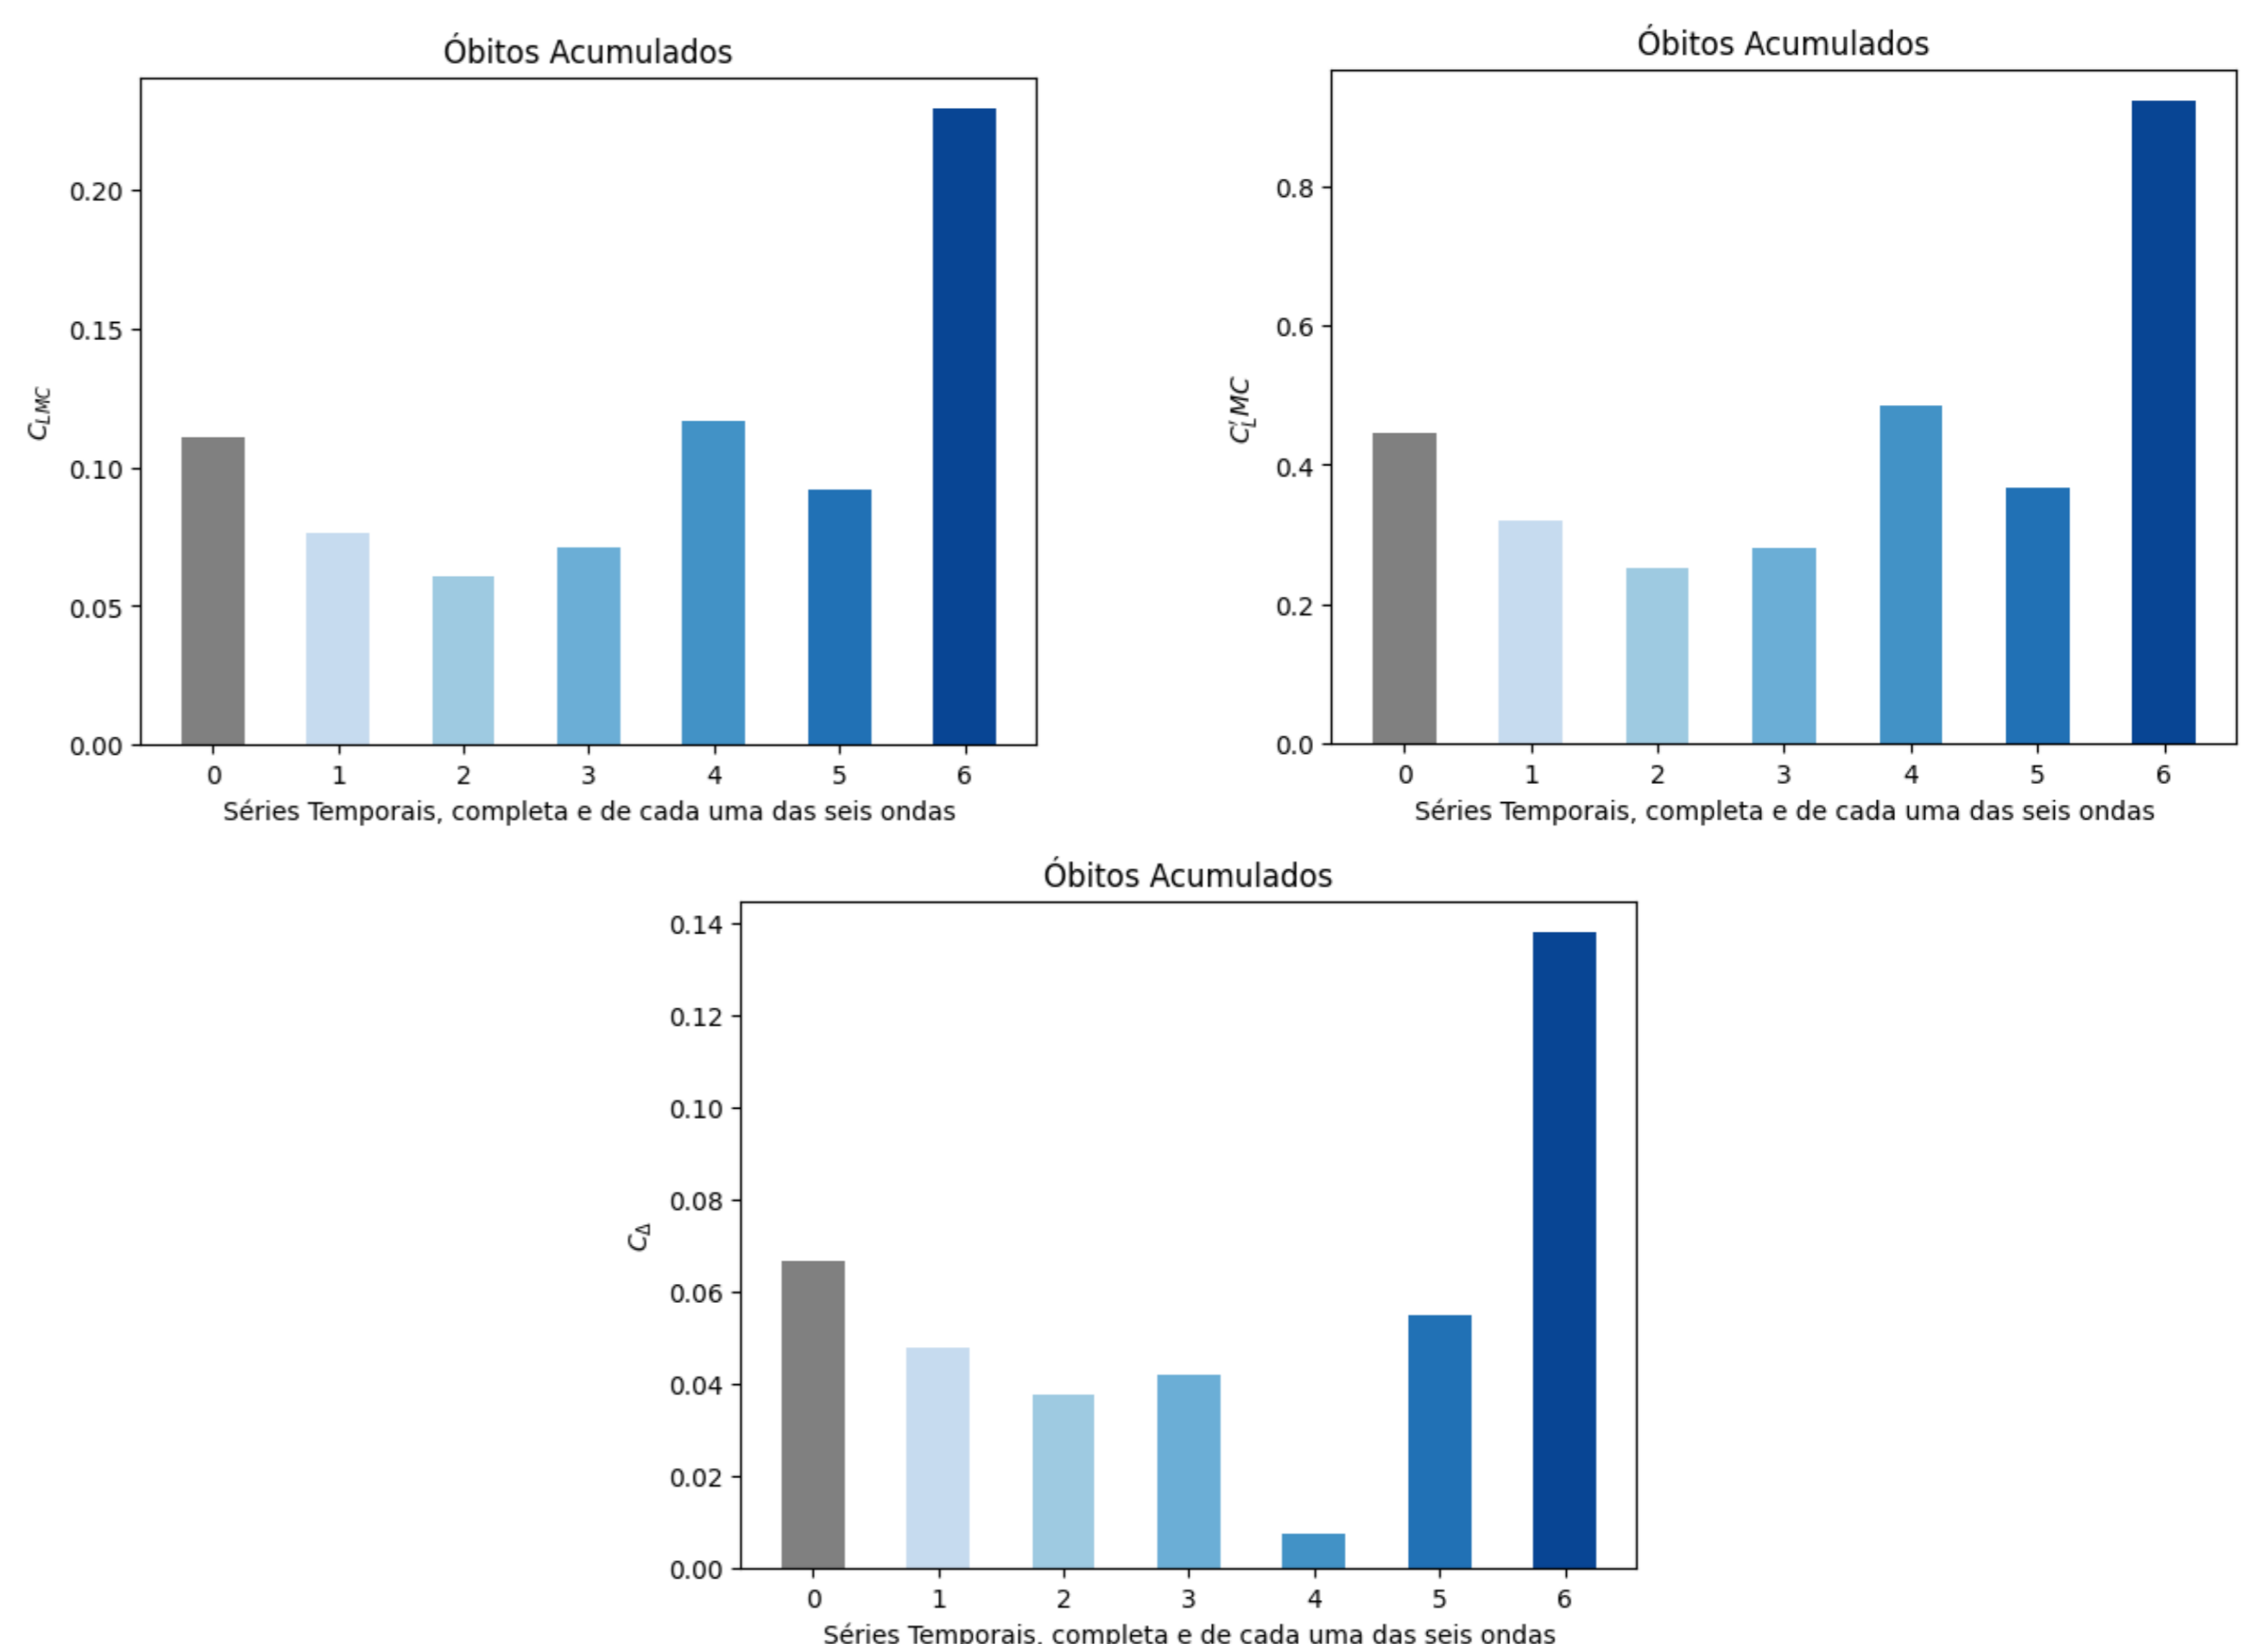 Óbitos Acumulados
0.20
0.15
0.10
0.05
0.00
C_{LMC}
0 1 2 3 4 5 6
Séries Temporais, completa e de cada uma das seis ondas
Óbitos Acumulados
0.8
0.6
0.4
0.2
0.0
C'_LMC
0 1 2 3 4 5 6
Séries Temporais, completa e de cada uma das seis ondas
Óbitos Acumulados
0.14
0.12
0.10
0.08
0.06
0.04
0.02
0.00
C_Δ
0 1 2 3 4 5 6
Séries Temporais, completa e de cada uma das seis ondas